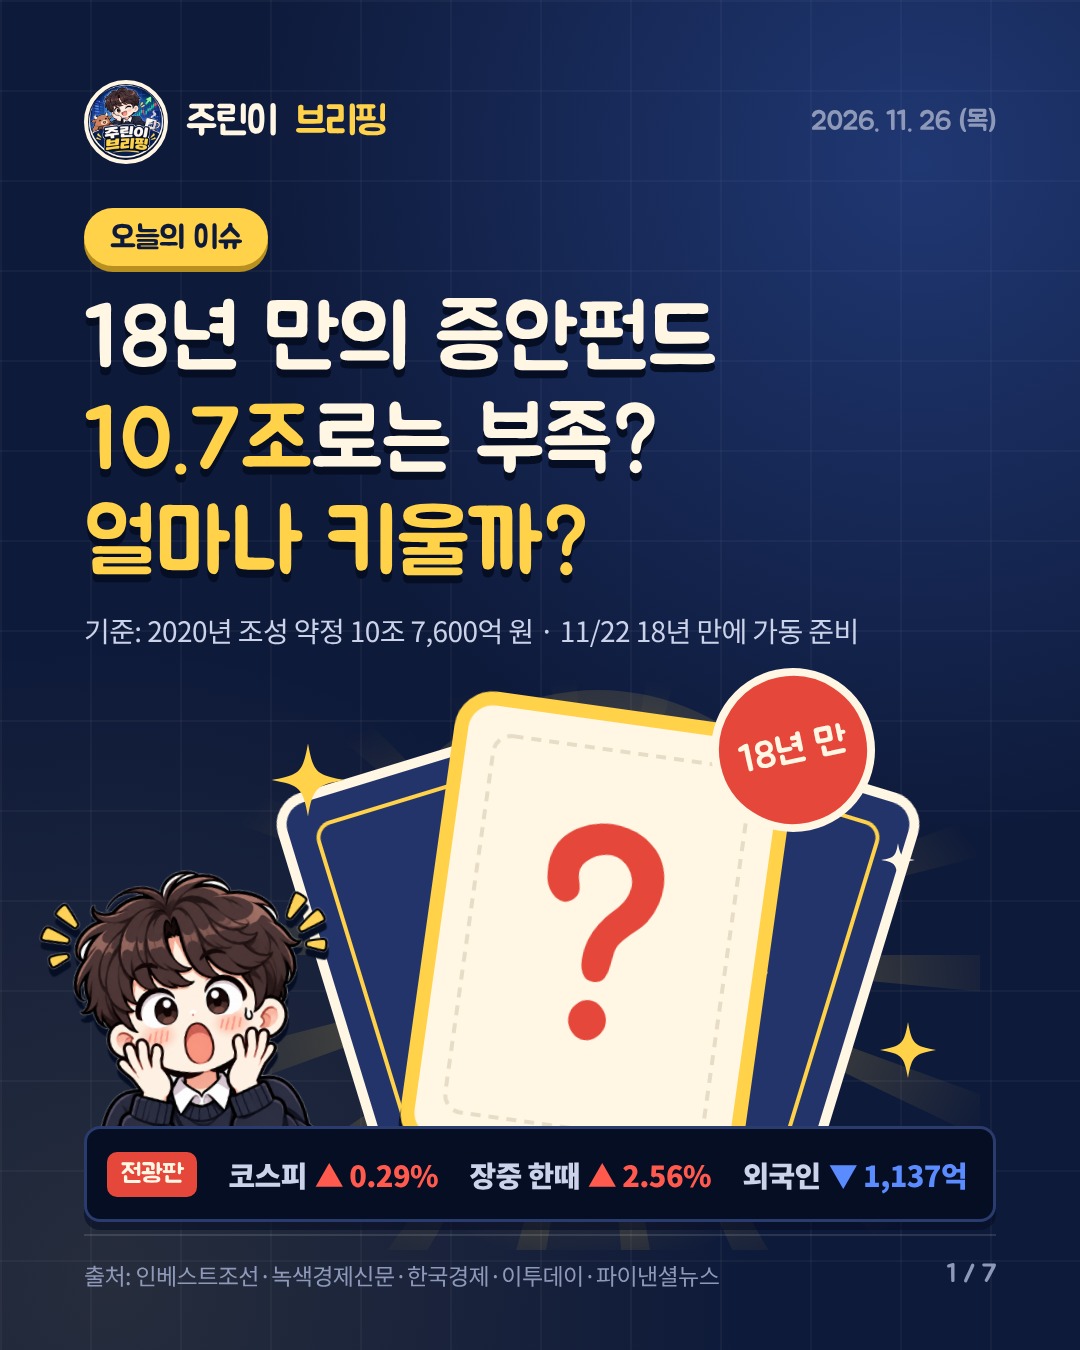 주린이 브리핑
주린이 브리핑
2026. 11. 26 (목)
오늘의 이슈
18년 만의 증안펀드
10.7조로는 부족?
얼마나 키울까?
기준: 2020년 조성 약정 10조 7,600억 원 · 11/22 18년 만에 가동 준비
18년 만
?
전광판 코스피 ▲ 0.29% 장중 한때 ▲ 2.56% 외국인 ▼ 1,137억
출처: 인베스트조선·녹색경제신문·한국경제·이투데이·파이낸셜뉴스
1 / 7